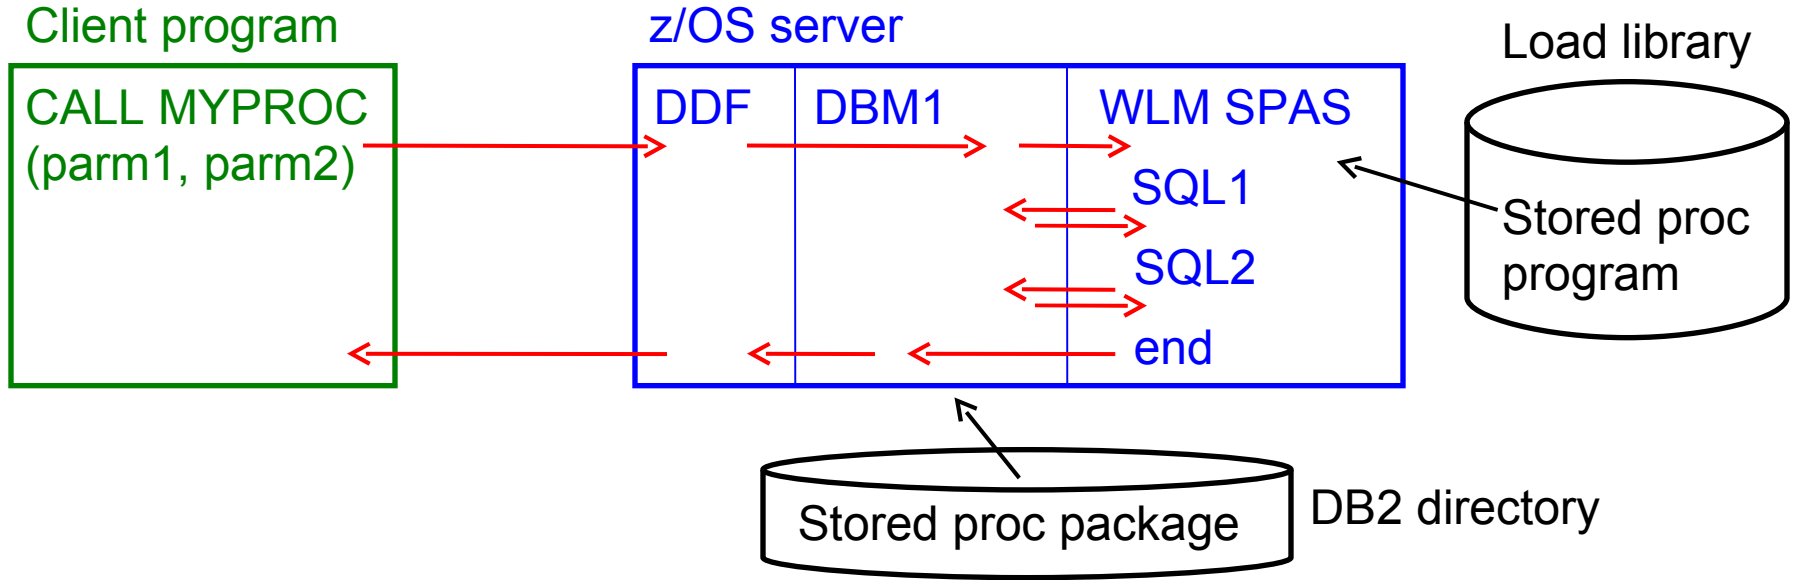 Client program
CALL MYPROC
(parm1, parm2)
z/OS server
DDF
DBM1
WLM SPAS
SQL1
SQL2
end
Load library
Stored proc
program
Stored proc package
DB2 directory